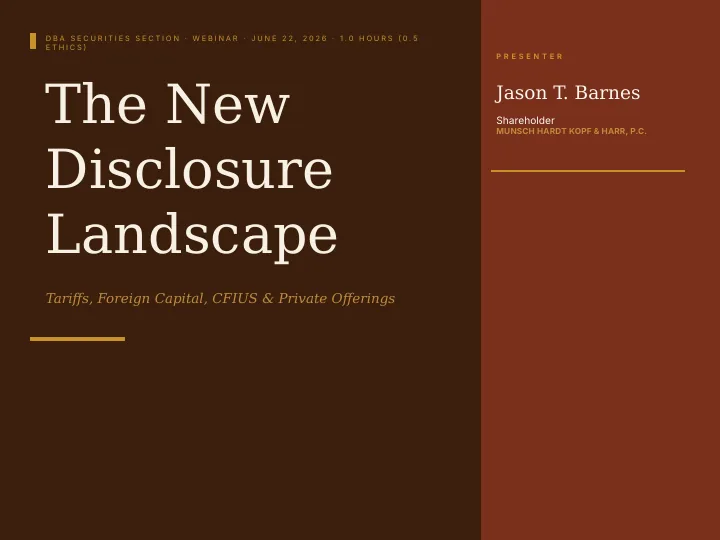 DBA SECURITIES SECTION · WEBINAR · JUNE 22, 2026 · 1.0 HOURS (0.5
ETHICS)
The New
Disclosure
Landscape
Tariffs, Foreign Capital, CFIUS & Private Offerings
PRESENTER
Jason T. Barnes
Shareholder
MUNSCH HARDT KOPF & HARR, P.C.